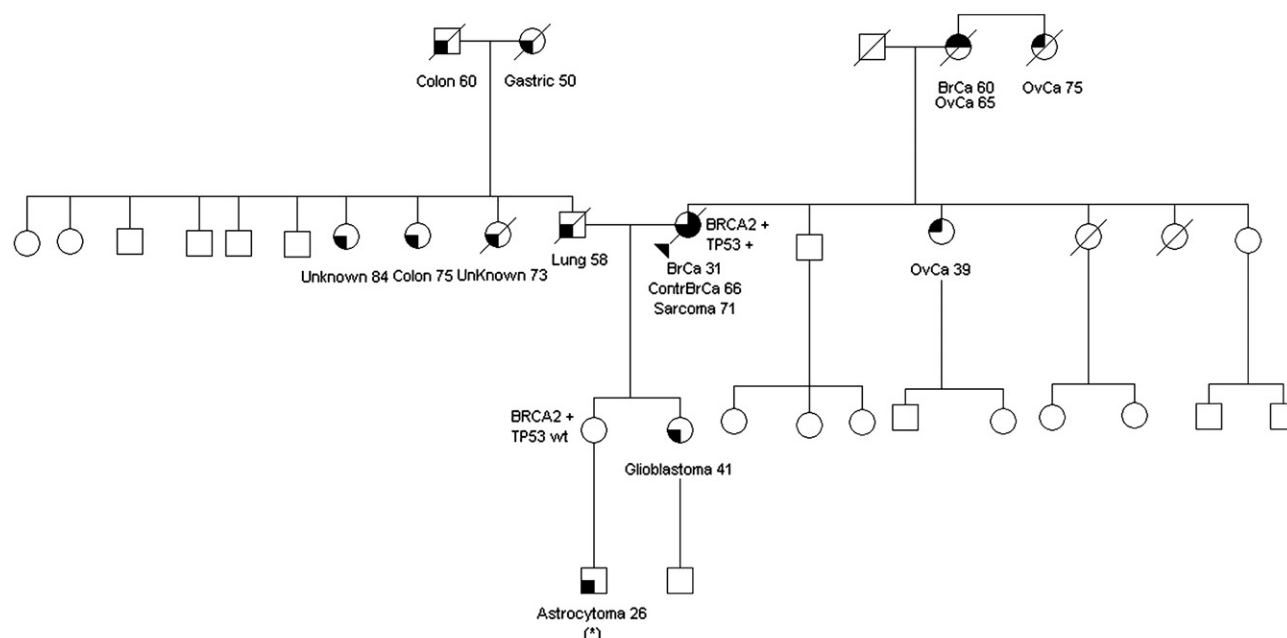 Colon 60
Gastric 50
BrCa 60
OvCa 65
OvCa 75
Unknown 84
Colon 75
UnKnown 73
Lung 58
BRCA2 +
TP53 +
BrCa 31
ContrBrCa 66
Sarcoma 71
OvCa 39
BRCA2 +
TP53 wt
Glioblastoma 41
Astrocytoma 26
(*)